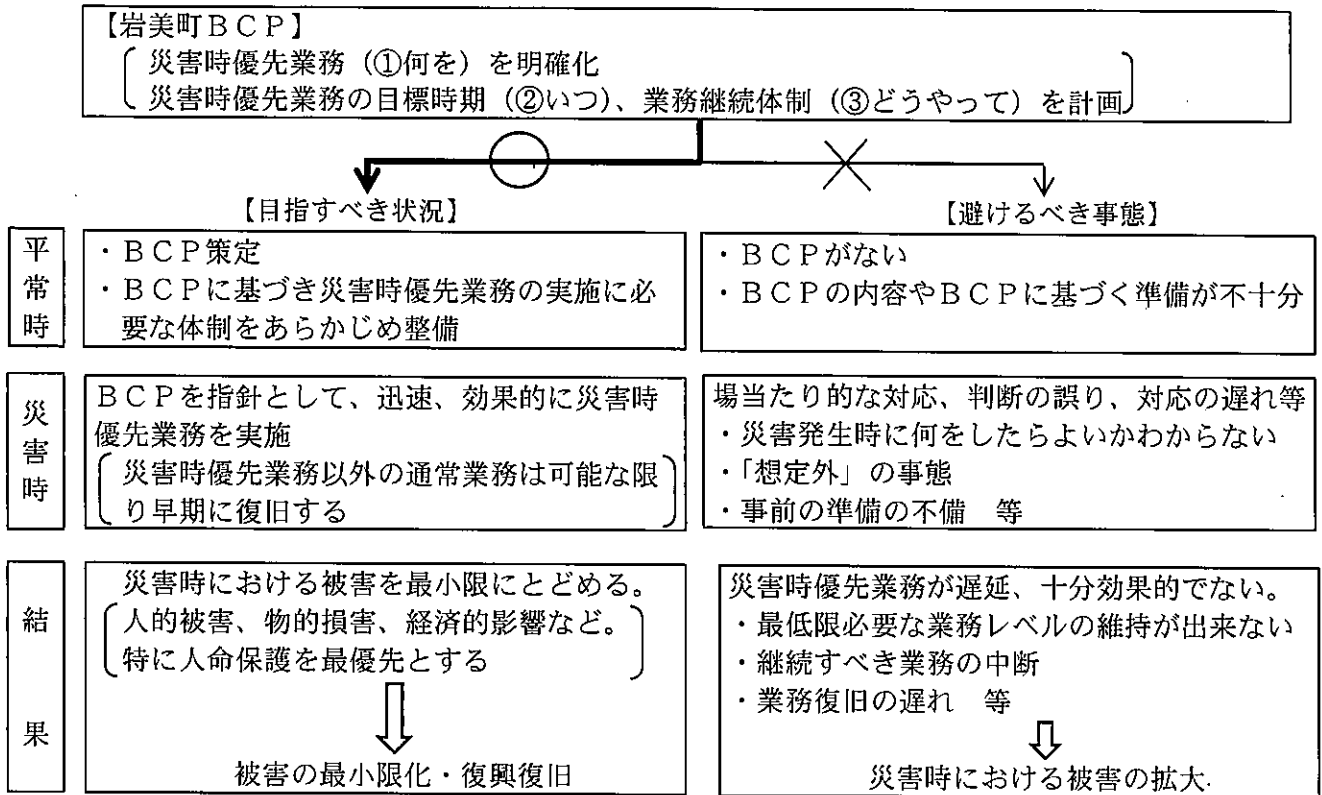 【岩美町BCP】
災害時優先業務（①何を）を明確化
災害時優先業務の目標時期（②いつ）、業務継続体制（③どうやって）を計画
【目指すべき状況】
【避けるべき事態】
平常時
・BCP策定
・BCPに基づき災害時優先業務の実施に必
要な体制をあらかじめ整備
・BCPがない
・BCPの内容やBCPに基づく準備が不十分
災害時
BCPを指針として、迅速、効果的に災害時
優先業務を実施
災害時優先業務以外の通常業務は可能な限
り早期に復旧する
場当たり的な対応、判断の誤り、対応の遅れ等
・災害発生時に何をしたらよいかわからない
・「想定外」の事態
・事前の準備の不備　等
結果
災害時における被害を最小限にとどめる。
人的被害、物的損害、経済的影響など。
特に人命保護を最優先とする
被害の最小限化・復興復旧
災害時優先業務が遅延、十分効果的でない。
・最低限必要な業務レベルの維持が出来ない
・継続すべき業務の中断
・業務復旧の遅れ　等
災害時における被害の拡大